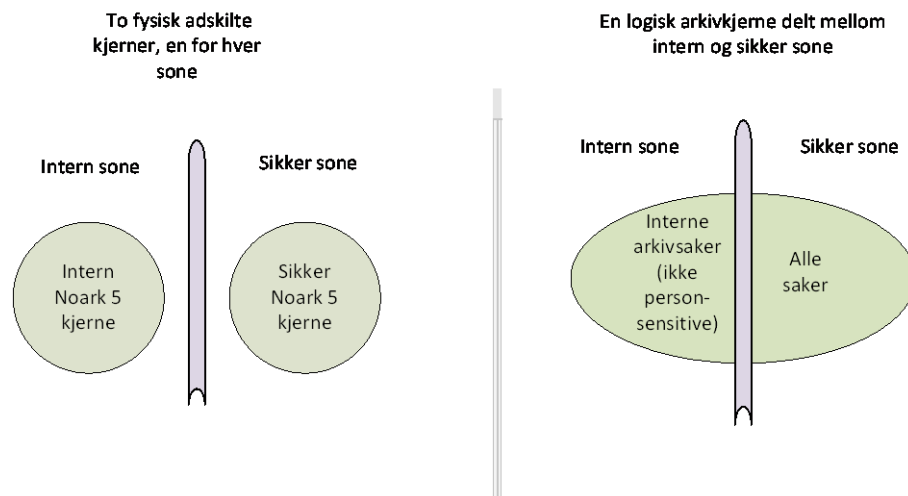 To fysisk adskilte
kjerner, en for hver
sone
Intern sone
Sikker sone
Intern
Noark 5
kjerne
Sikker
Noark 5
kjerne
En logisk arkivkjerne delt mellom
intern og sikker sone
Intern sone
Sikker sone
Interne
arkivsaker
(ikke
person-
sensitive)
Alle
saker